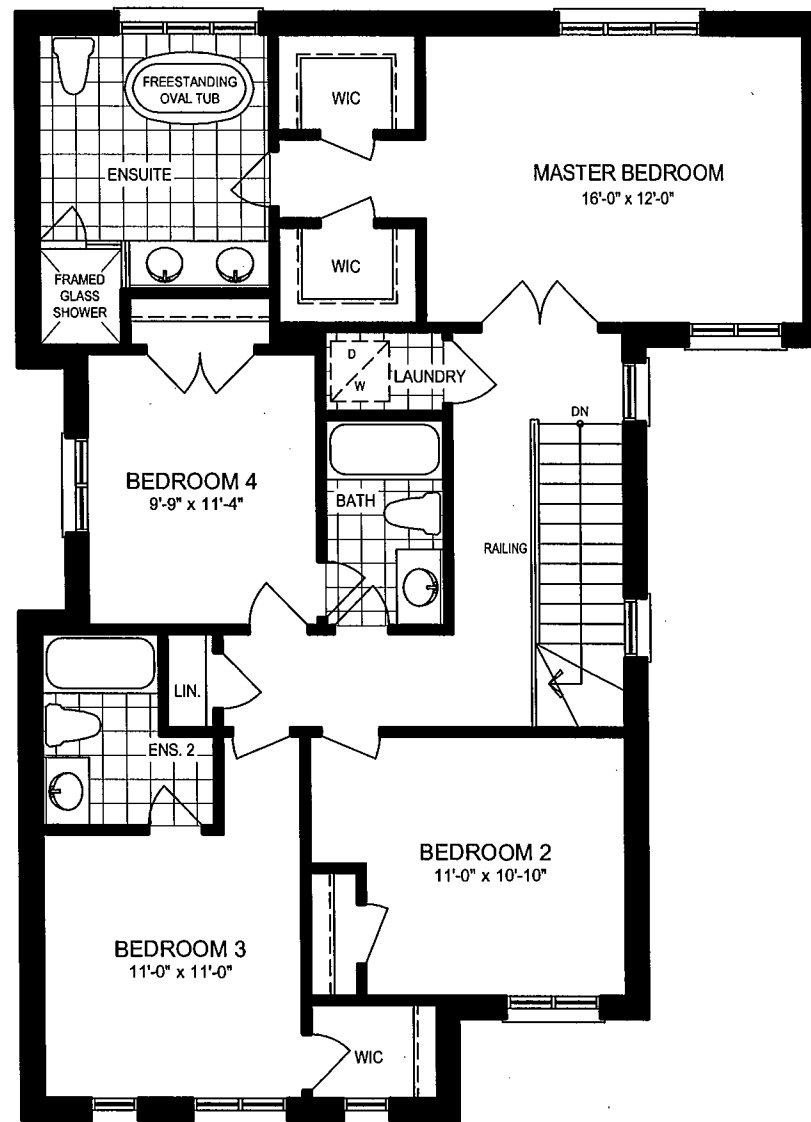 FREESTANDING
OVAL TUB
WIC
ENSUITE
MASTER BEDROOM
16'-0" x 12'-0"
WIC
FRAMED
GLASS
SHOWER
D
W
LAUNDRY
DN
BEDROOM 4
9'-9" x 11'-4"
BATH
RAILING
LIN.
ENS. 2
BEDROOM 2
11'-0" x 10'-10"
BEDROOM 3
11'-0" x 11'-0"
WIC